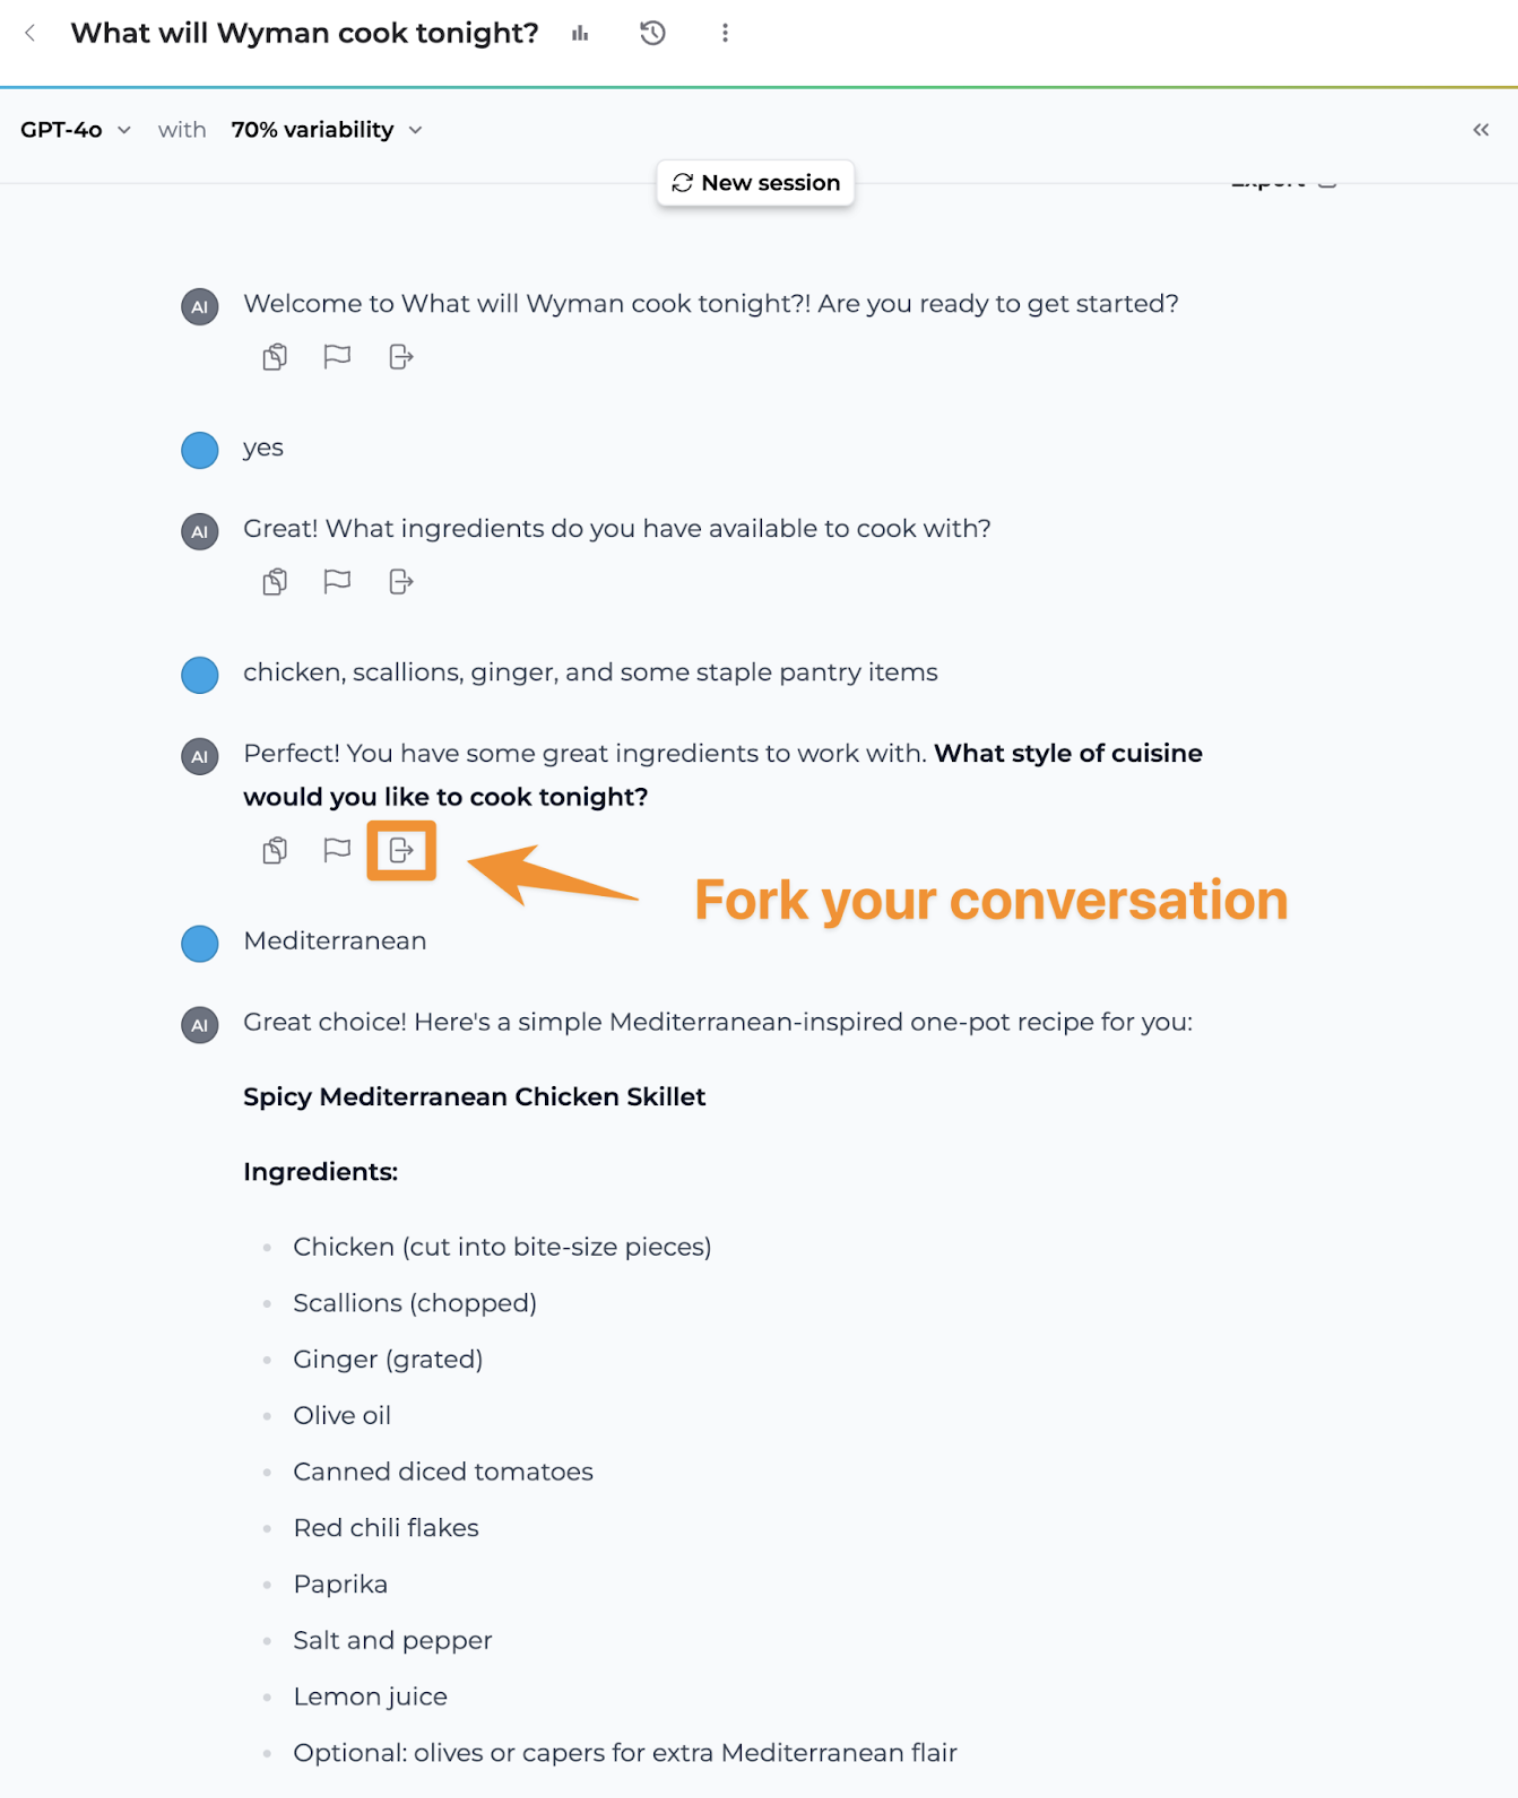 What will Wyman cook tonight?
GPT-4o with 70% variability
New session
Export
AI Welcome to What will Wyman cook tonight?! Are you ready to get started?
yes
AI Great! What ingredients do you have available to cook with?
chicken, scallions, ginger, and some staple pantry items
AI Perfect! You have some great ingredients to work with. What style of cuisine
would you like to cook tonight?
Fork your conversation
Mediterranean
AI Great choice! Here's a simple Mediterranean-inspired one-pot recipe for you:
Spicy Mediterranean Chicken Skillet
Ingredients:
Chicken (cut into bite-size pieces)
Scallions (chopped)
Ginger (grated)
Olive oil
Canned diced tomatoes
Red chili flakes
Paprika
Salt and pepper
Lemon juice
Optional: olives or capers for extra Mediterranean flair